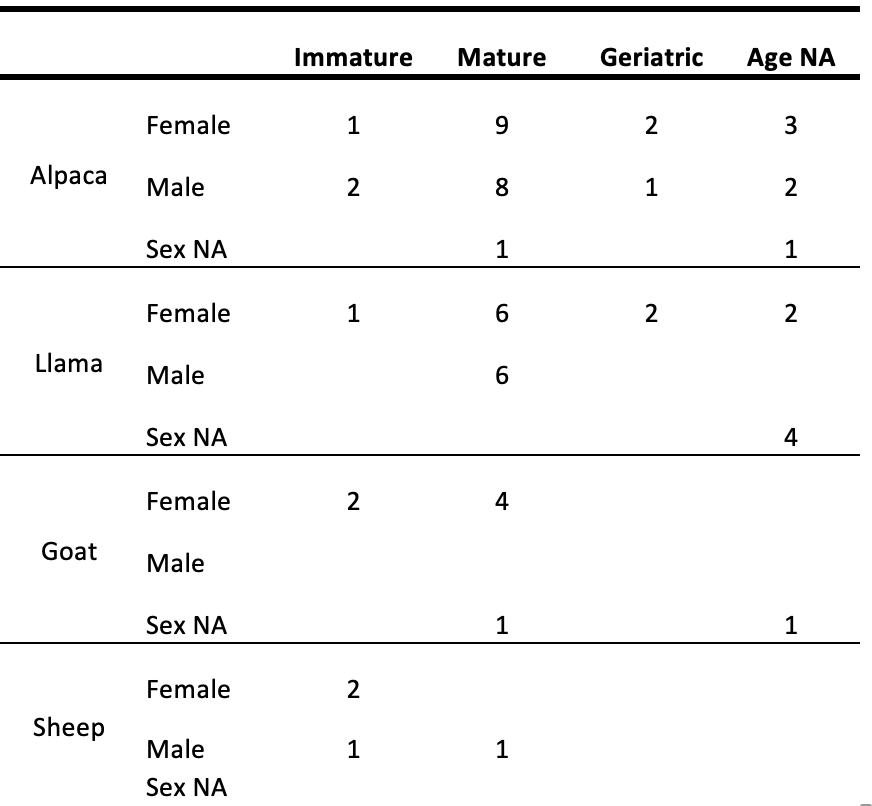 Immature Mature Geriatric Age NA
Female 1 9 2 3
Alpaca
Male 2 8 1 2
Sex NA 1 1
Female 1 6 2 2
Llama
Male 6
Sex NA 4
Female 2 4
Goat
Male
Sex NA 1 1
Female 2
Sheep
Male 1 1
Sex NA